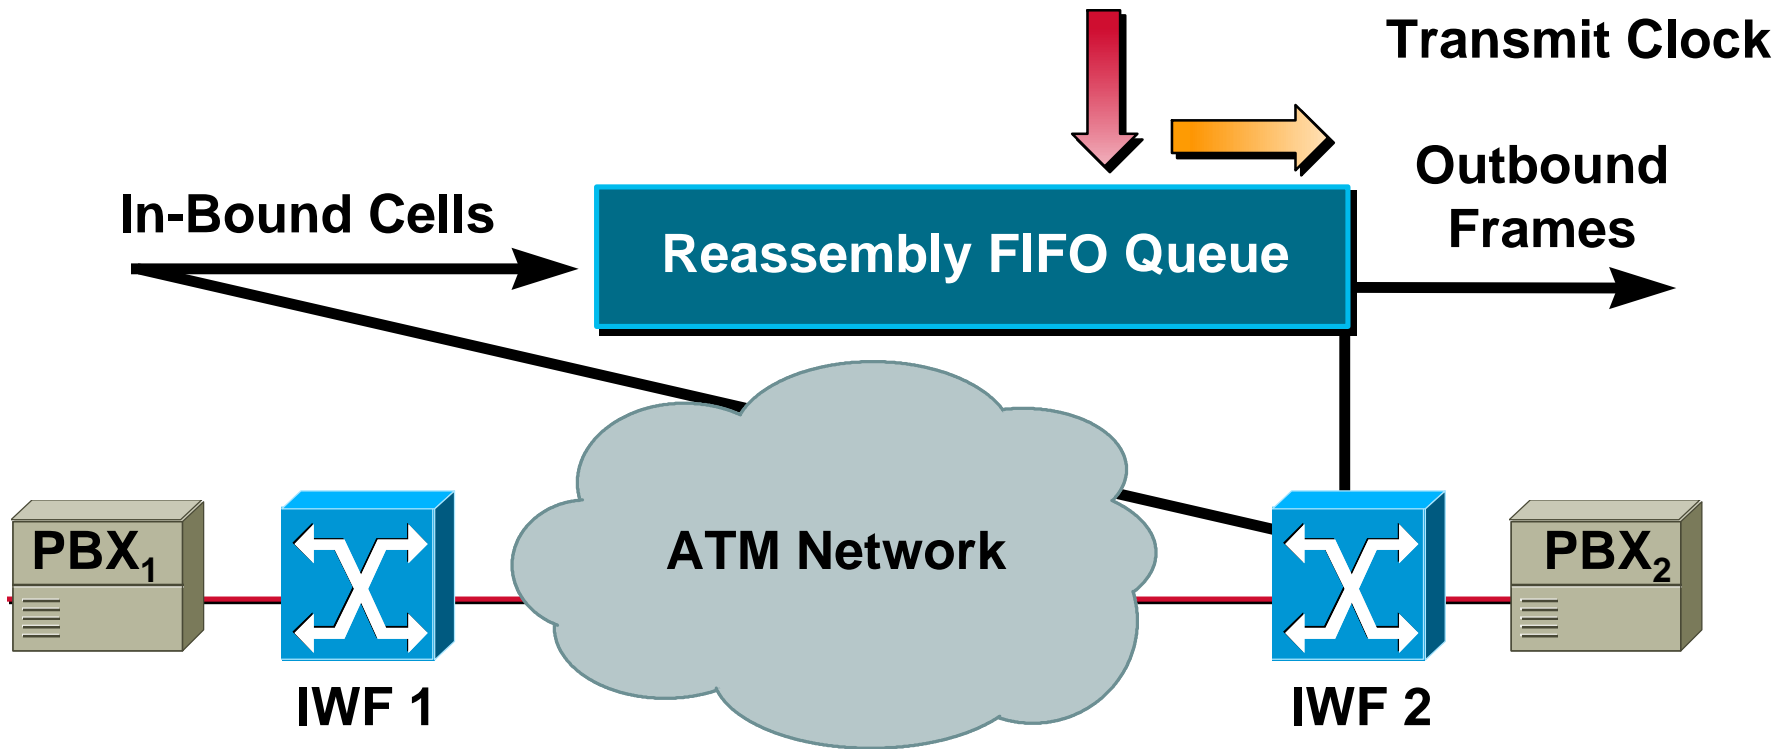 Transmit Clock
In-Bound Cells
Reassembly FIFO Queue
Outbound
Frames
PBX1
ATM Network
PBX2
IWF 1
IWF 2